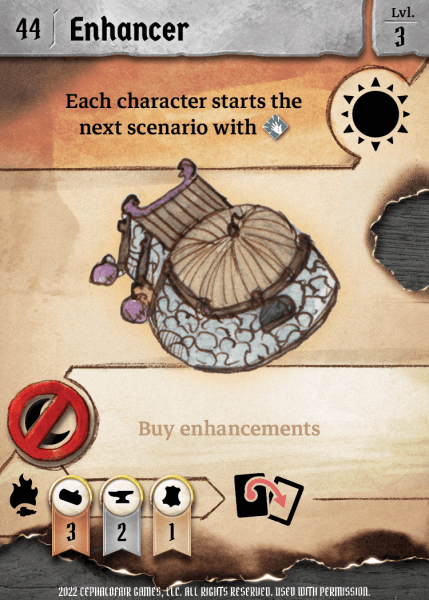 44 Enhancer
Lvl.
3
Each character starts the
next scenario with
Buy enhancements
3 2 1
2022 CEPHALOFAIR GAMES, LLC. ALL RIGHTS RESERVED. USED WITH PERMISSION.